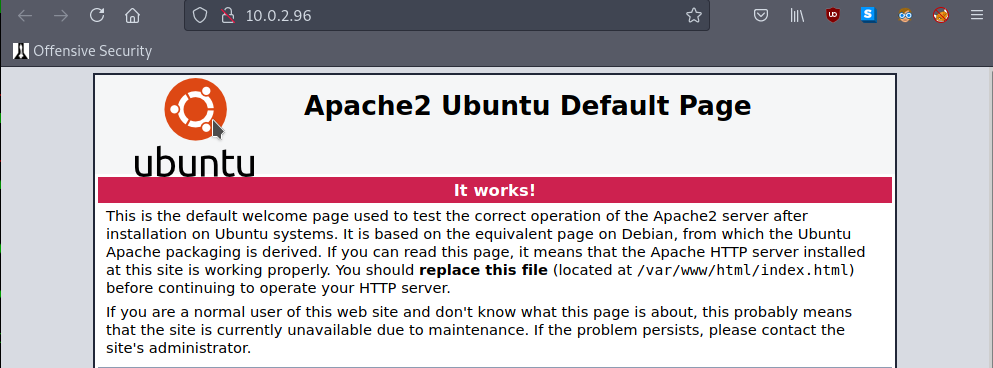 10.0.2.96
Offensive Security
Apache2 Ubuntu Default Page
ubuntu
It works!
This is the default welcome page used to test the correct operation of the Apache2 server after
installation on Ubuntu systems. It is based on the equivalent page on Debian, from which the Ubuntu
Apache packaging is derived. If you can read this page, it means that the Apache HTTP server installed
at this site is working properly. You should replace this file (located at /var/www/html/index.html)
before continuing to operate your HTTP server.
If you are a normal user of this web site and don't know what this page is about, this probably means
that the site is currently unavailable due to maintenance. If the problem persists, please contact the
site's administrator.